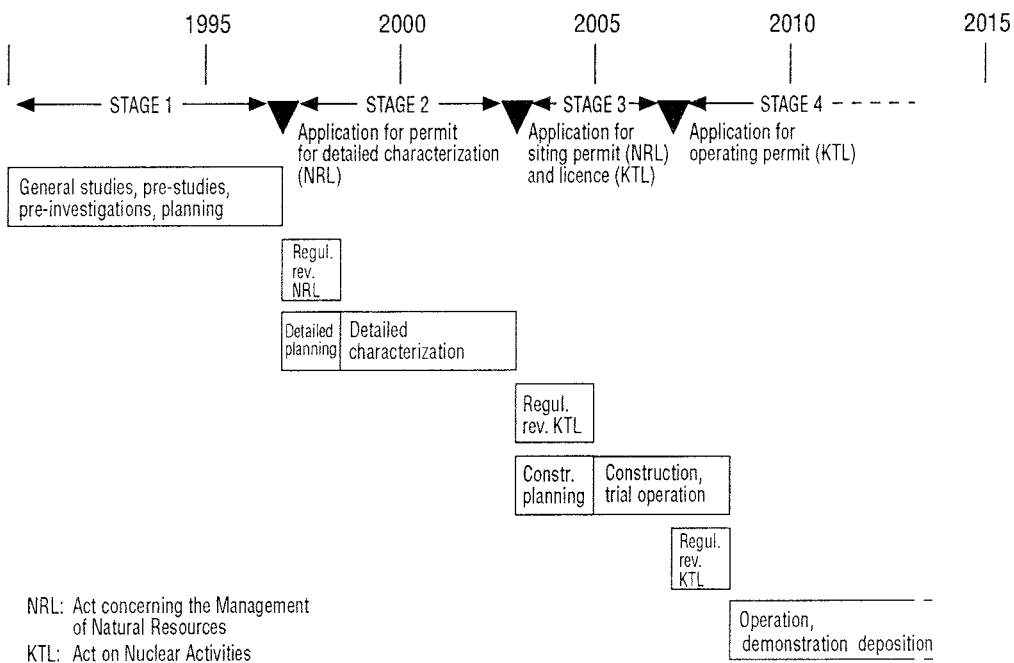 1995 2000 2005 2010 2015
STAGE 1 STAGE 2 STAGE 3 STAGE 4
Application for permit
for detailed characterization
(NRL)
Application for
siting permit (NRL)
and licence (KTL)
Application for
operating permit (KTL)
General studies, pre-studies,
pre-investigations, planning
Regul.
rev.
NRL
Detailed
planning
Detailed
characterization
Regul.
rev. KTL
Constr.
planning
Construction,
trial operation
Regul.
rev.
KTL
Operation,
demonstration deposition
NRL: Act concerning the Management
of Natural Resources
KTL: Act on Nuclear Activities